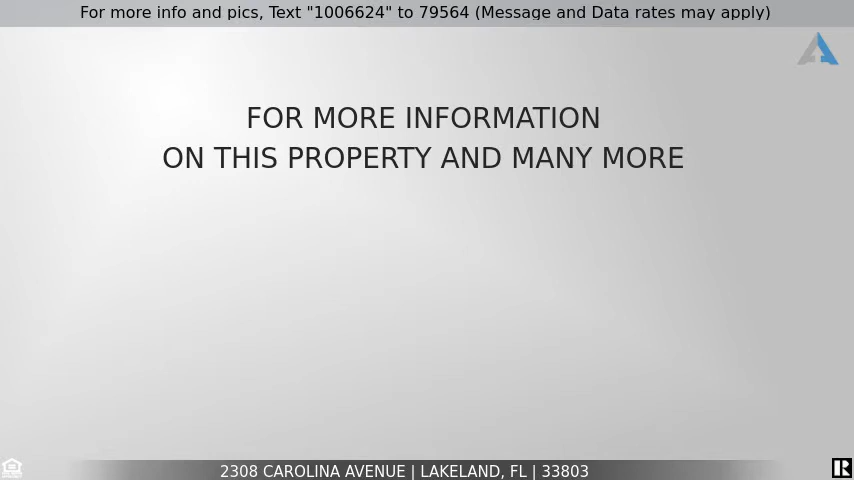 For more info and pics, Text "1006624" to 79564 (Message and Data rates may apply)
FOR MORE INFORMATION
ON THIS PROPERTY AND MANY MORE
2308 CAROLINA AVENUE | LAKELAND, FL | 33803